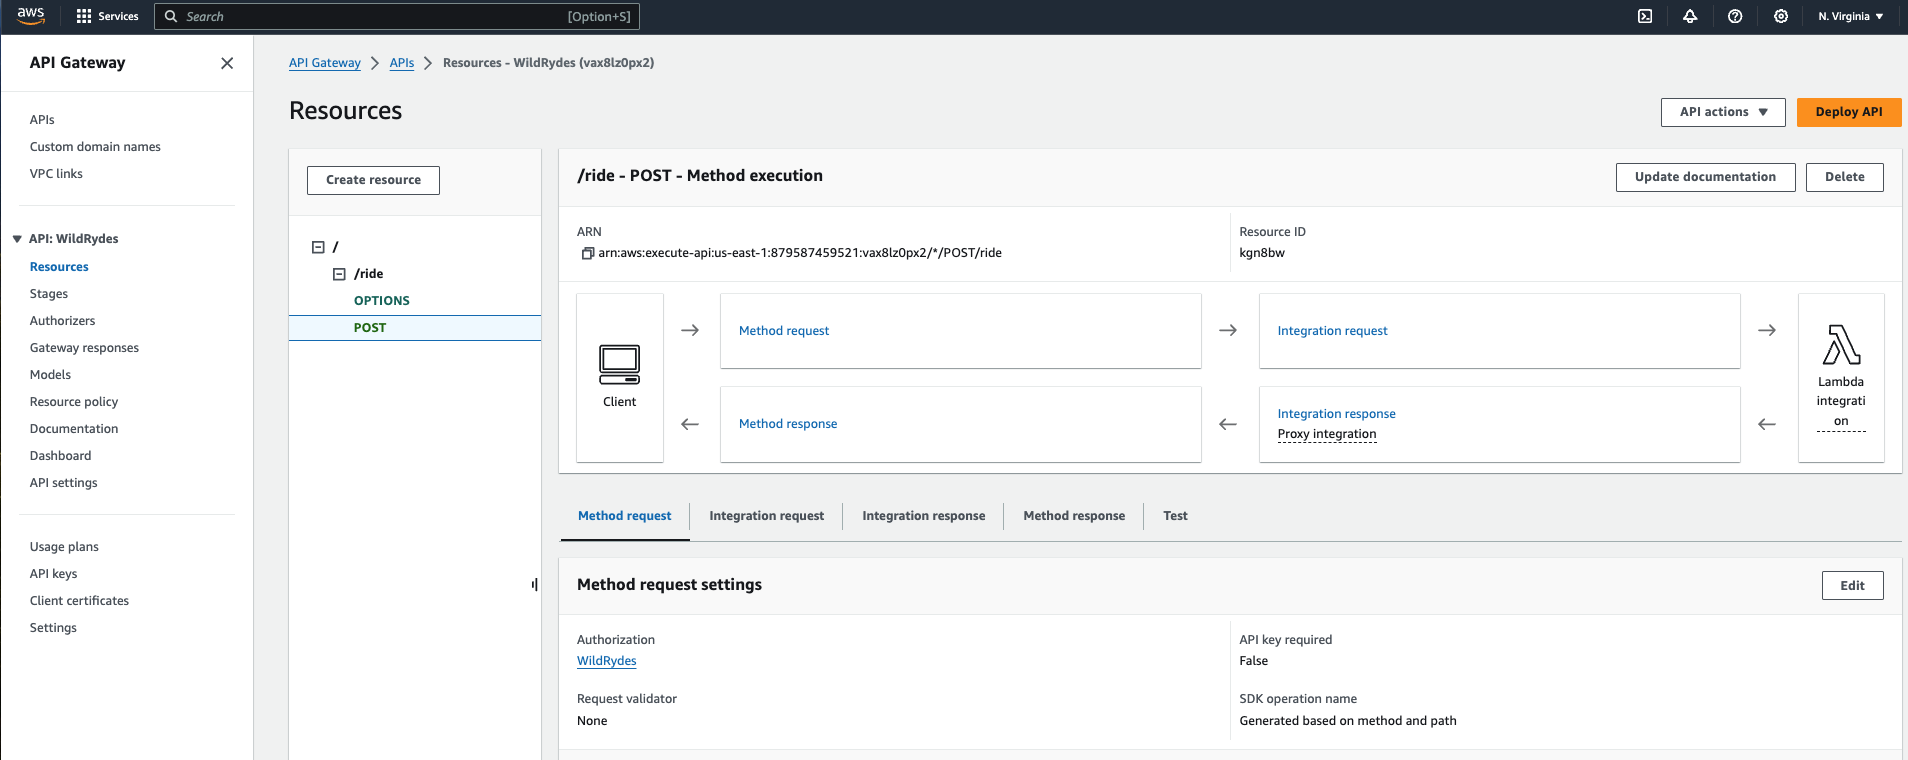 aws
Services
Search
[Option+S]
N. Virginia
API Gateway
APIs
Custom domain names
VPC links
API: WildRydes
Resources
Stages
Authorizers
Gateway responses
Models
Resource policy
Documentation
Dashboard
API settings
Usage plans
API keys
Client certificates
Settings
API Gateway > APIs > Resources - WildRydes (vax8lz0px2)
Resources
API actions
Deploy API
Create resource
/
/ride
OPTIONS
POST
/ride - POST - Method execution
Update documentation
Delete
ARN
arn:aws:execute-api:us-east-1:879587459521:vax8lz0px2/*/POST/ride
Resource ID
kgn8bw
Client
Method request
Integration request
Method response
Integration response
Proxy integration
Lambda
integrati
on
Method request
Integration request
Integration response
Method response
Test
Method request settings
Edit
Authorization
WildRydes
API key required
False
Request validator
None
SDK operation name
Generated based on method and path